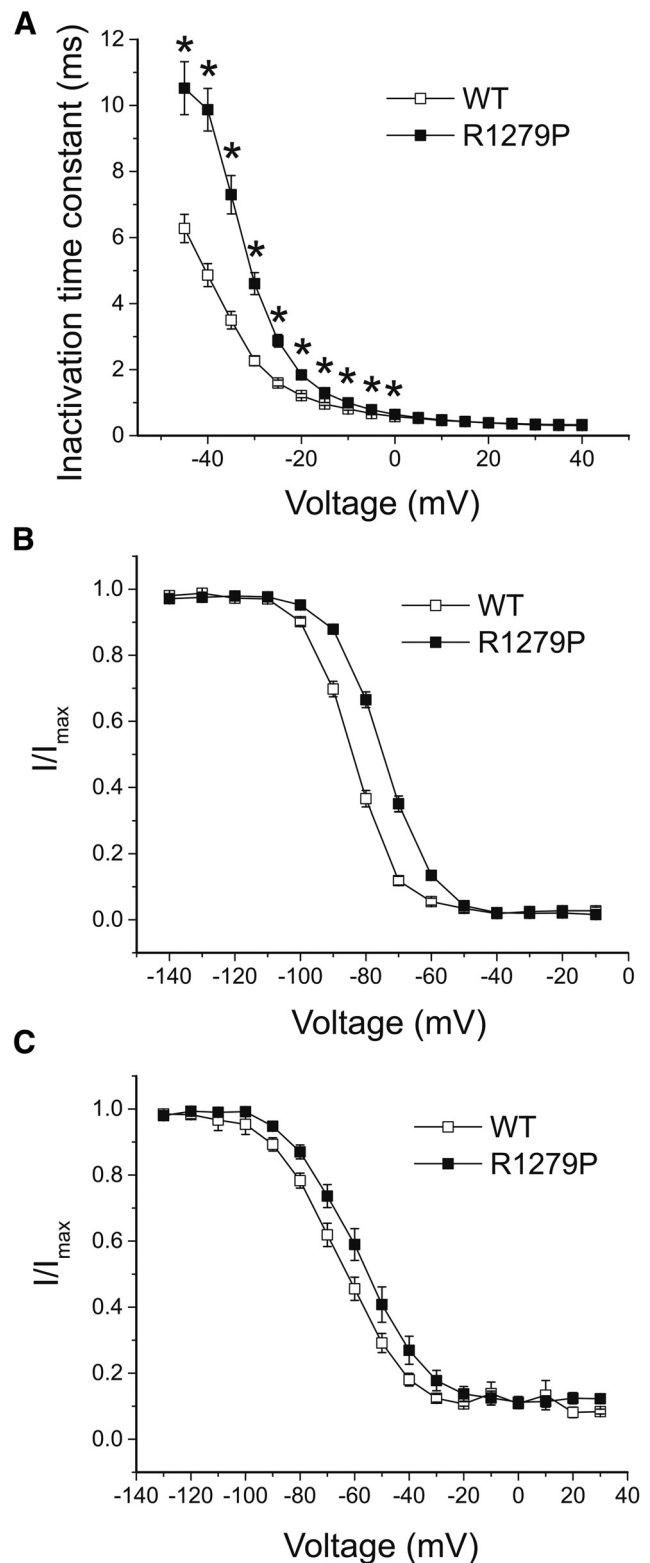 A
Inactivation time constant (ms)
12
10
8
6
4
2
0
* * * * * * * * * *
WT
R1279P
-40 -20 0 20 40
Voltage (mV)
B
I/Imax
1.0
0.8
0.6
0.4
0.2
0.0
WT
R1279P
-140 -120 -100 -80 -60 -40 -20 0
Voltage (mV)
C
I/Imax
1.0
0.8
0.6
0.4
0.2
0.0
WT
R1279P
-140 -120 -100 -80 -60 -40 -20 0 20 40
Voltage (mV)